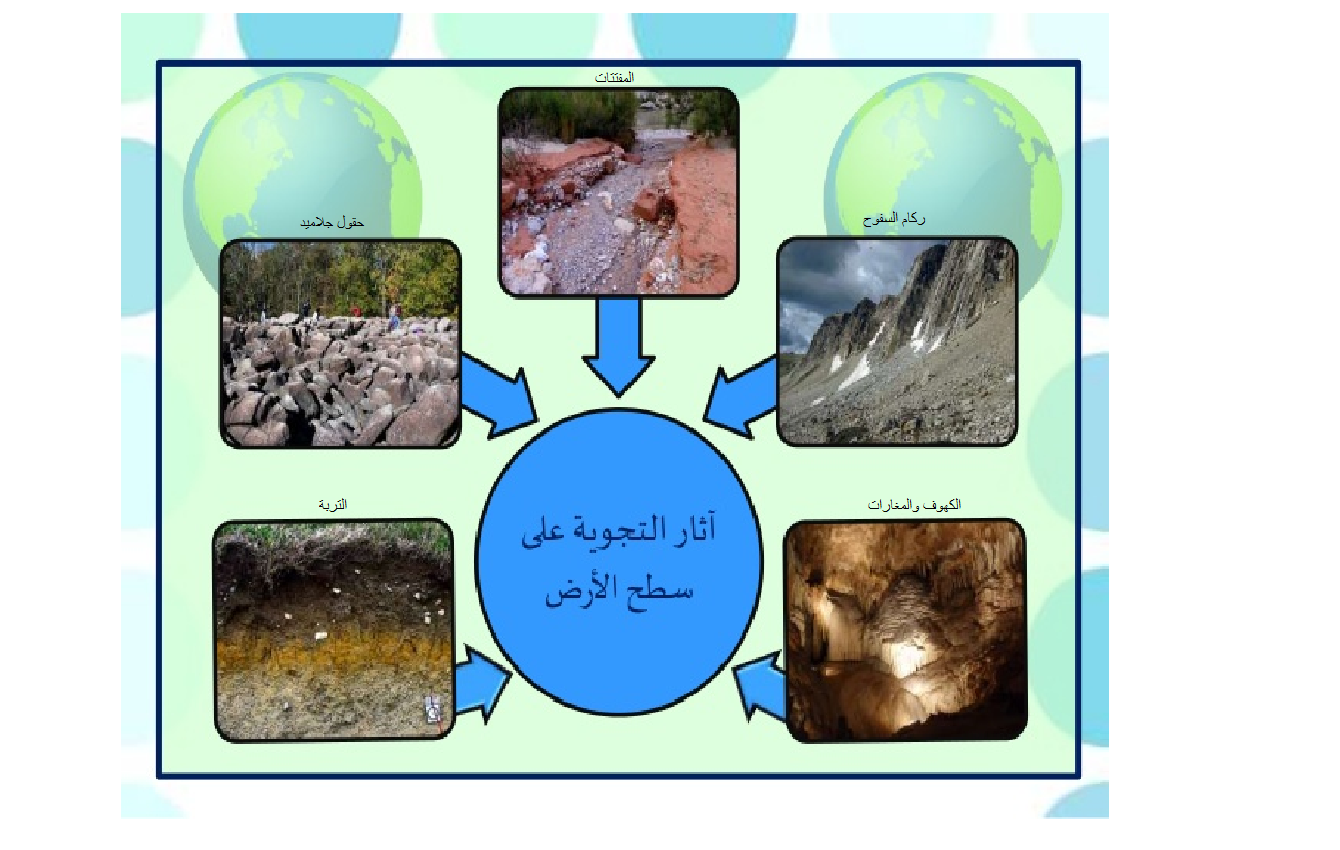 المفتتات
ركام السفوح
حقول جلاميد
آثار التجوية على
سطح الأرض
الكهوف والمغارات
التربة